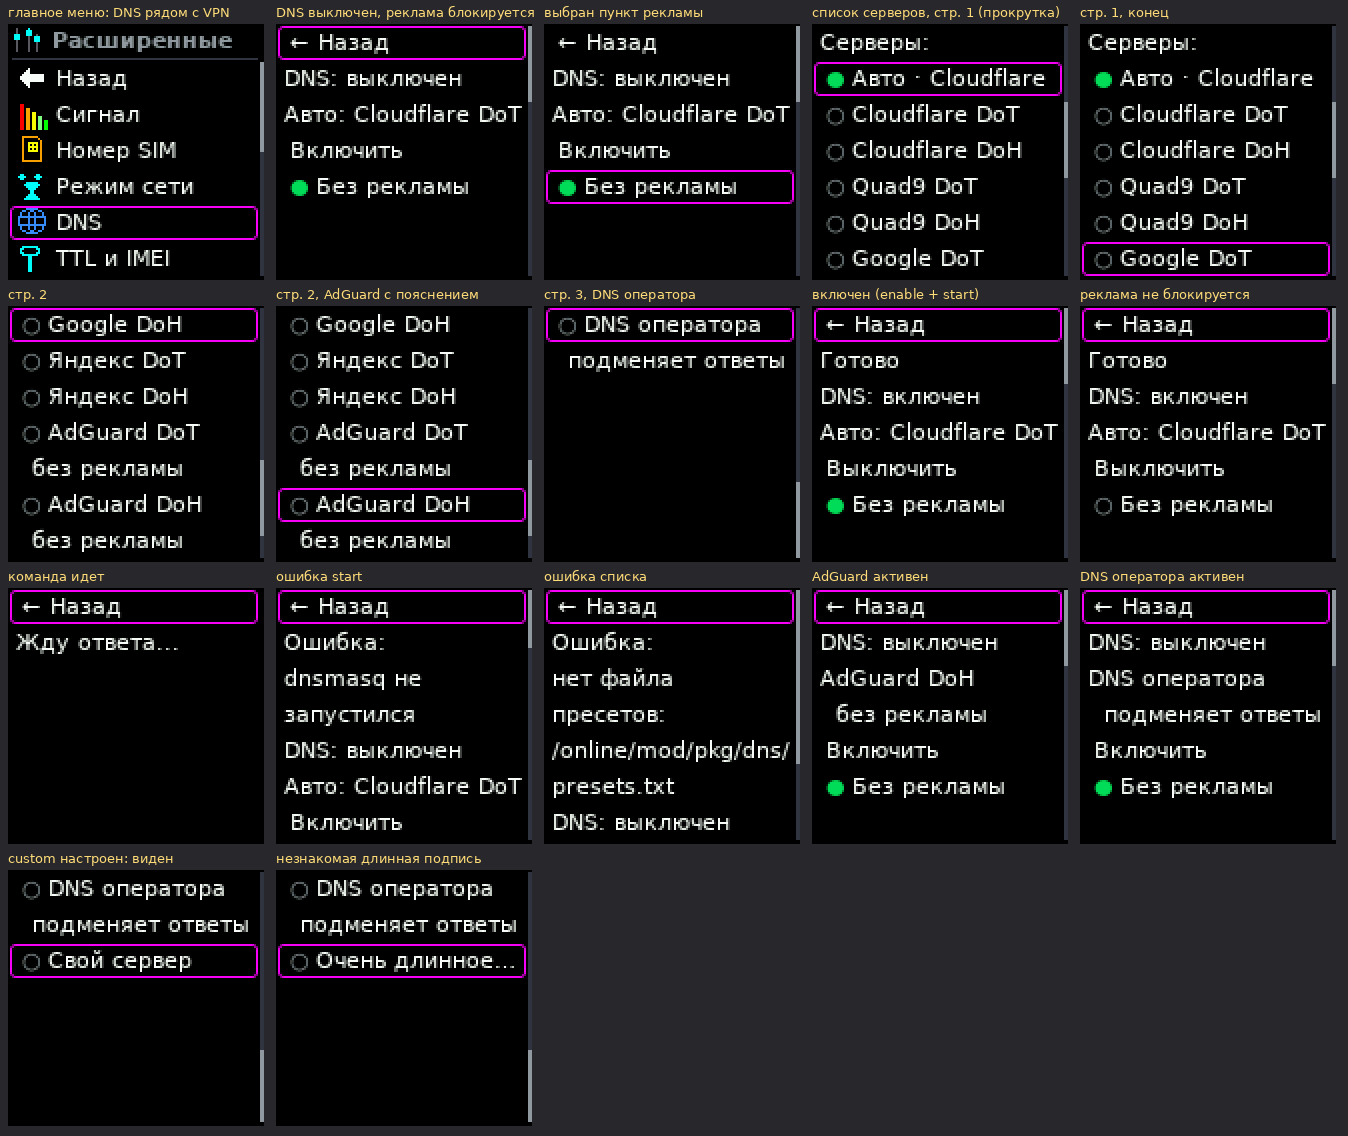 главное меню: DNS рядом с VPN
Расширенные
Назад
Сигнал
Номер SIM
Режим сети
DNS
TTL и IMEI
DNS выключен, реклама блокируется
← Назад
DNS: выключен
Авто: Cloudflare DoT
Включить
Без рекламы
выбран пункт рекламы
← Назад
DNS: выключен
Авто: Cloudflare DoT
Включить
Без рекламы
список серверов, стр. 1 (прокрутка)
Серверы:
Авто · Cloudflare
Cloudflare DoT
Cloudflare DoH
Quad9 DoT
Quad9 DoH
Google DoT
стр. 1, конец
Серверы:
Авто · Cloudflare
Cloudflare DoT
Cloudflare DoH
Quad9 DoT
Quad9 DoH
Google DoT
стр. 2
Google DoH
Яндекс DoT
Яндекс DoH
AdGuard DoT
без рекламы
AdGuard DoH
без рекламы
стр. 2, AdGuard с пояснением
Google DoH
Яндекс DoT
Яндекс DoH
AdGuard DoT
без рекламы
AdGuard DoH
без рекламы
стр. 3, DNS оператора
DNS оператора
подменяет ответы
включен (enable + start)
← Назад
Готово
DNS: включен
Авто: Cloudflare DoT
Выключить
Без рекламы
реклама не блокируется
← Назад
Готово
DNS: включен
Авто: Cloudflare DoT
Выключить
Без рекламы
команда идет
← Назад
Жду ответа...
ошибка start
← Назад
Ошибка:
dnsmasq не
запустился
DNS: выключен
Авто: Cloudflare DoT
Включить
ошибка списка
← Назад
Ошибка:
нет файла
пресетов:
/online/mod/pkg/dns/
presets.txt
DNS: выключен
AdGuard активен
← Назад
DNS: выключен
AdGuard DoH
без рекламы
Включить
Без рекламы
DNS оператора активен
← Назад
DNS: выключен
DNS оператора
подменяет ответы
Включить
Без рекламы
custom настроен: виден
DNS оператора
подменяет ответы
Свой сервер
незнакомая длинная подпись
DNS оператора
подменяет ответы
Очень длинное...